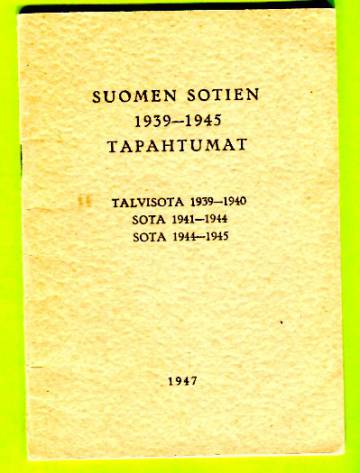 SUOMEN SOTIEN
1939—1945
TAPAHTUMAT
TALVISOTA 1939—1940
SOTA 1941—1944
SOTA 1944—1945
1947